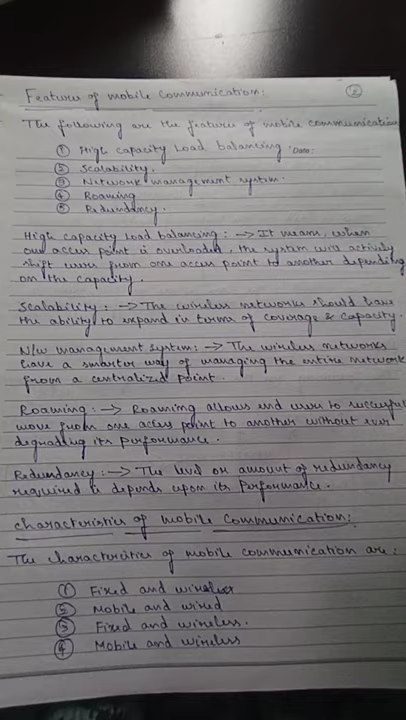 Features of mobile communication:
②
The following are the features of mobile communication
① High capacity Load balancing Date:
② Scalability.
③ Network management system.
④ Roaming
⑤ Redundancy.
High capacity Load balancing: → It means, when
our access point is overloaded, the system will actively
shift users from one access point to another depending
on the capacity.
Scalability: → The wireless networks should have
the ability to expand in terms of coverage & capacity.
N/w management system: → The wireless networks
have a smarter way of managing the entire network
from a centralized point.
Roaming: → Roaming allows end users to
move from one access point to another without ever
degrading its performance.
Redundancy: → The level or amount of redundancy
required is depends upon its performance.
Characteristics of mobile communication:
The characteristics of mobile communication are:
① Fixed and
② Mobile and wired
③ Fixed and wireless.
④ Mobile and wireless